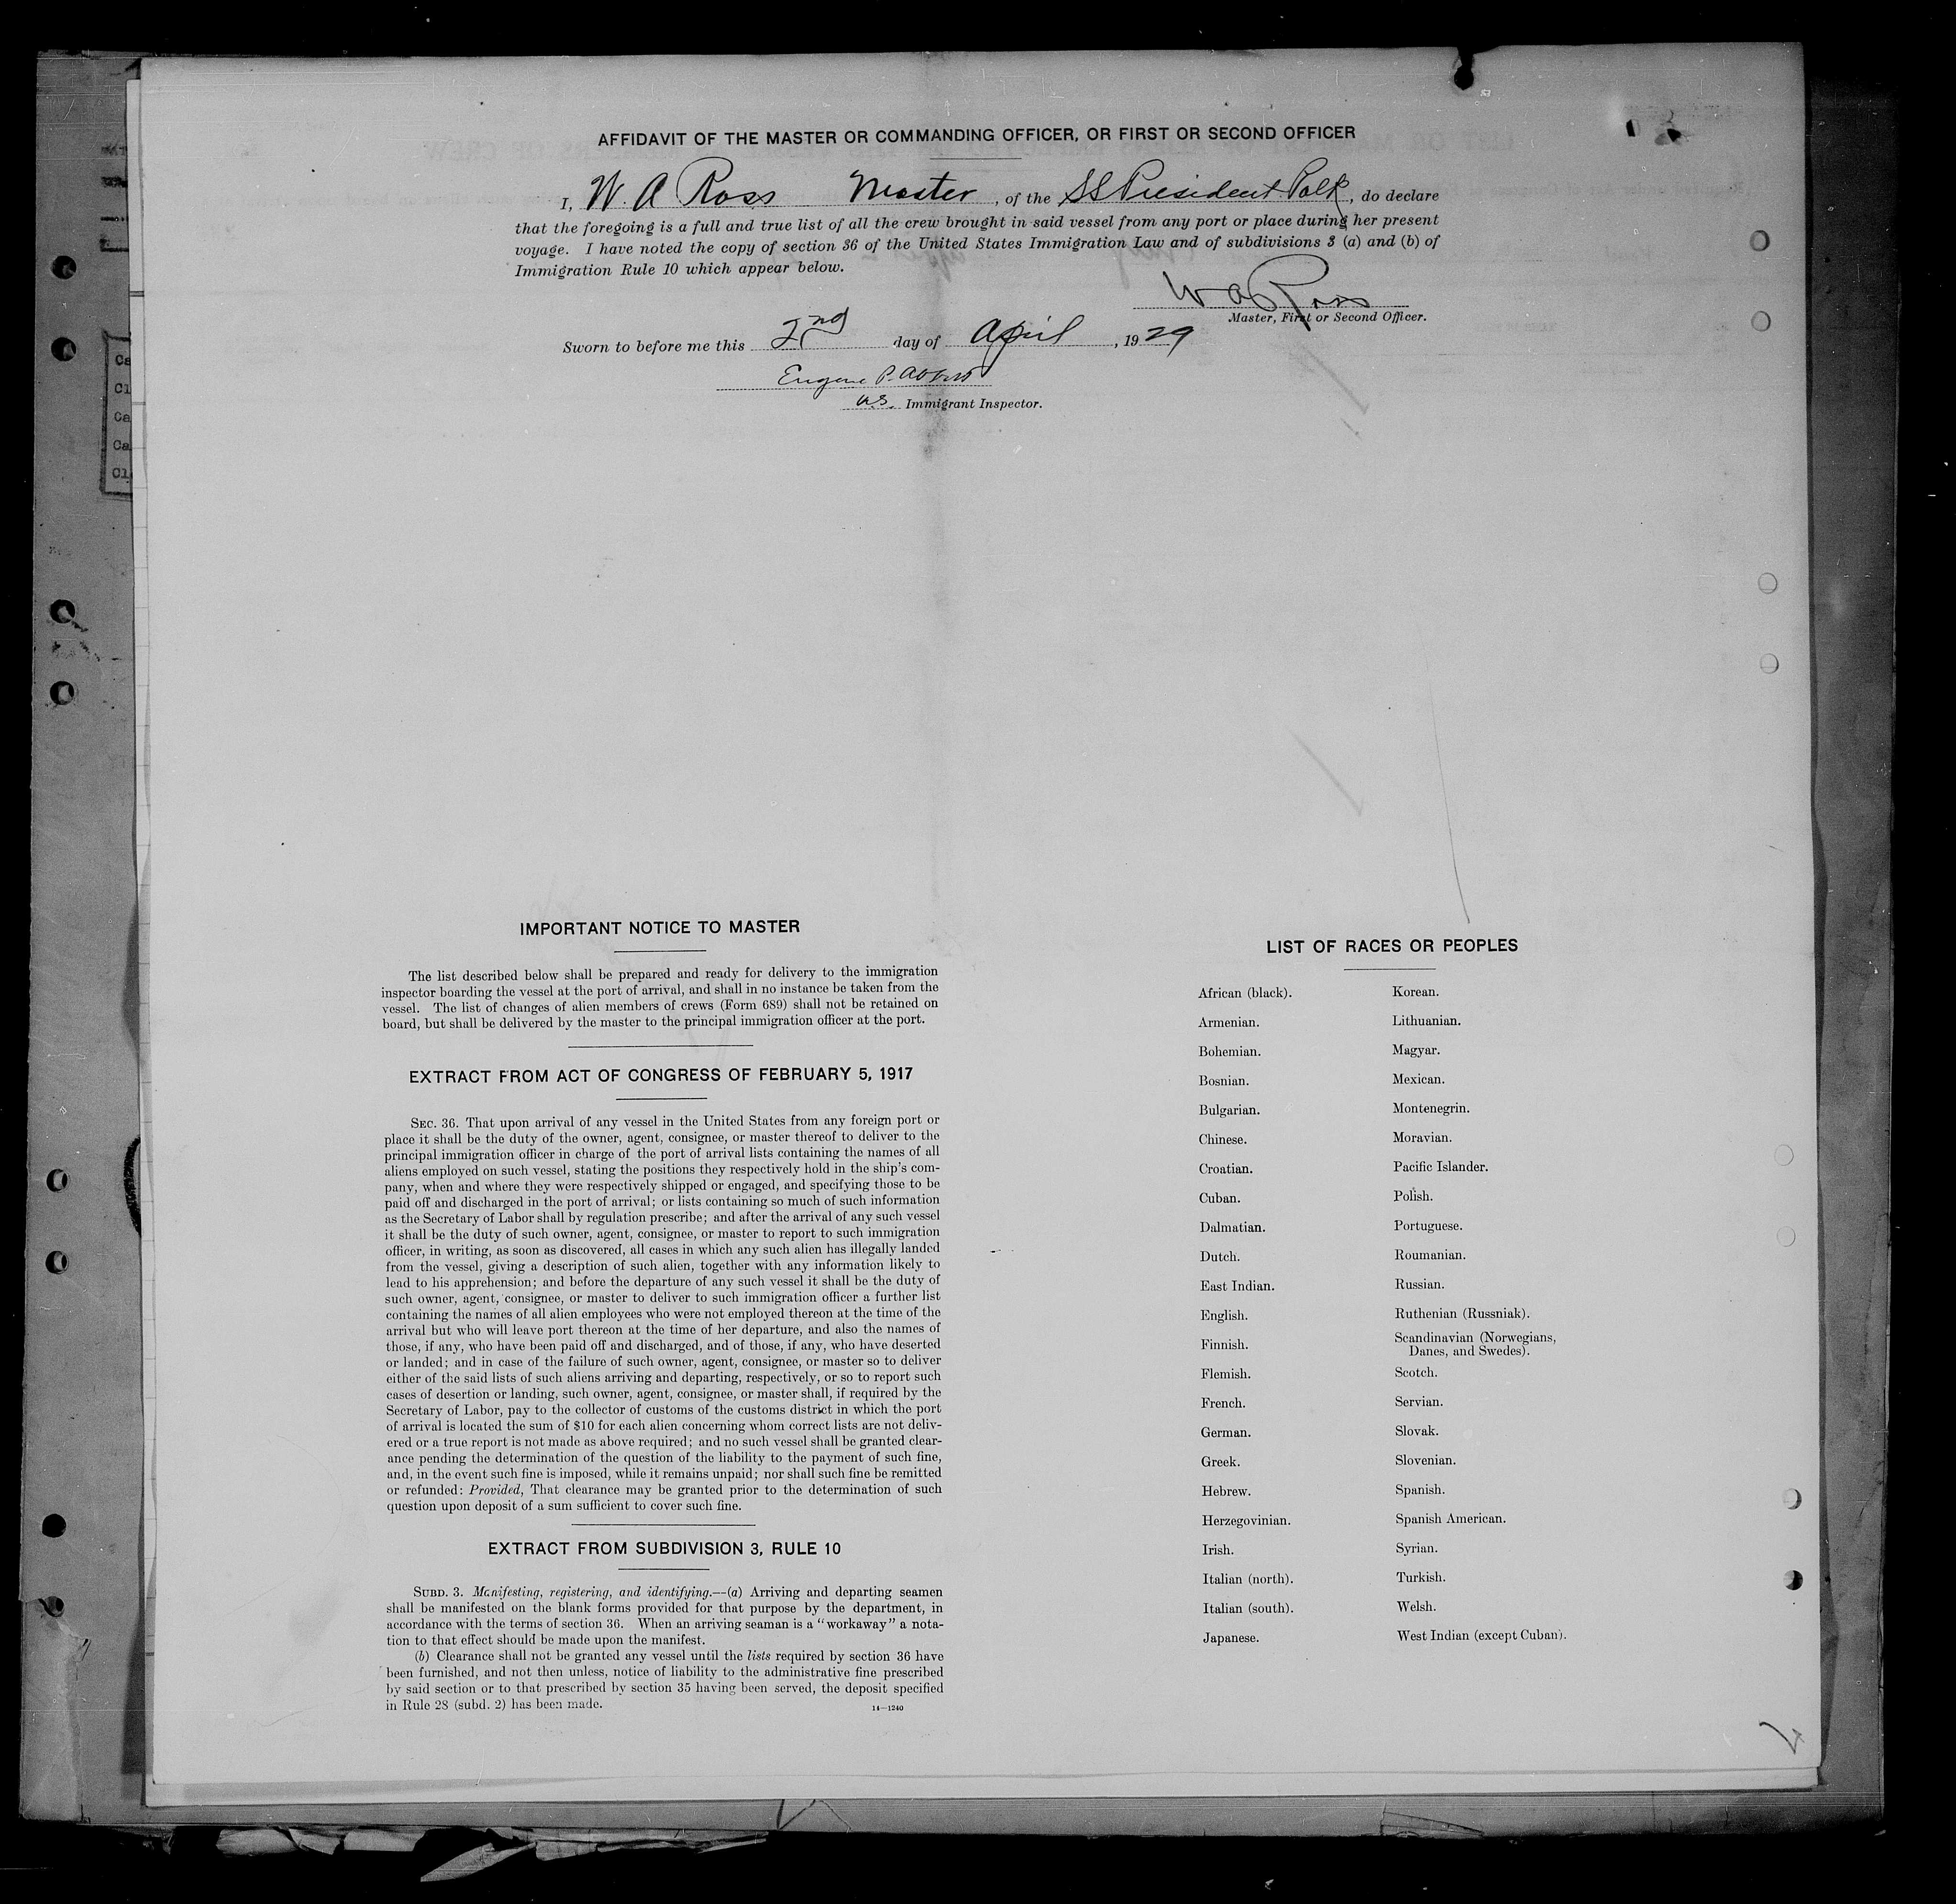 AFFIDAVIT OF THE MASTER OR COMMANDING OFFICER, OR FIRST OR SECOND OFFICER
I, W. A Ross Master, of the SS President Polk, do declare
that the foregoing is a full and true list of all the crew brought in said vessel from any port or place during her present
voyage. I have noted the copy of section 36 of the United States Immigration Law and of subdivisions 3 (a) and (b) of
Immigration Rule 10 which appear below.
W A Ross
Master, First or Second Officer.
Sworn to before me this 2nd day of April, 1929
Eugene P.
U.S. Immigrant Inspector.
Ca
Cl
Ca
Ca
Cl
IMPORTANT NOTICE TO MASTER
The list described below shall be prepared and ready for delivery to the immigration
inspector boarding the vessel at the port of arrival, and shall in no instance be taken from the
vessel. The list of changes of alien members of crews (Form 689) shall not be retained on
board, but shall be delivered by the master to the principal immigration officer at the port.
EXTRACT FROM ACT OF CONGRESS OF FEBRUARY 5, 1917
SEC. 36. That upon arrival of any vessel in the United States from any foreign port or
place it shall be the duty of the owner, agent, consignee, or master thereof to deliver to the
principal immigration officer in charge of the port of arrival lists containing the names of all
aliens employed on such vessel, stating the positions they respectively hold in the ship's com-
pany, when and where they were respectively shipped or engaged, and specifying those to be
paid off and discharged in the port of arrival; or lists containing so much of such information
as the Secretary of Labor shall by regulation prescribe; and after the arrival of any such vessel
it shall be the duty of such owner, agent, consignee, or master to report to such immigration
officer, in writing, as soon as discovered, all cases in which any such alien has illegally landed
from the vessel, giving a description of such alien, together with any information likely to
lead to his apprehension; and before the departure of any such vessel it shall be the duty of
such owner, agent, consignee, or master to deliver to such immigration officer a further list
containing the names of all alien employees who were not employed thereon at the time of the
arrival but who will leave port thereon at the time of her departure, and also the names of
those, if any, who have been paid off and discharged, and of those, if any, who have deserted
or landed; and in case of the failure of such owner, agent, consignee, or master so to deliver
either of the said lists of such aliens arriving and departing, respectively, or so to report such
cases of desertion or landing, such owner, agent, consignee, or master shall, if required by the
Secretary of Labor, pay to the collector of customs of the customs district in which the port
of arrival is located the sum of $10 for each alien concerning whom correct lists are not deliv-
ered or a true report is not made as above required; and no such vessel shall be granted clear-
ance pending the determination of the question of the liability to the payment of such fine,
and, in the event such fine is imposed, while it remains unpaid; nor shall such fine be remitted
or refunded: Provided, That clearance may be granted prior to the determination of such
question upon deposit of a sum sufficient to cover such fine.
EXTRACT FROM SUBDIVISION 3, RULE 10
SUBD. 3. Manifesting, registering, and identifying.—(a) Arriving and departing seamen
shall be manifested on the blank forms provided for that purpose by the department, in
accordance with the terms of section 36. When an arriving seaman is a "workaway" a nota-
tion to that effect should be made upon the manifest.
(b) Clearance shall not be granted any vessel until the lists required by section 36 have
been furnished, and not then unless, notice of liability to the administrative fine prescribed
by said section or to that prescribed by section 35 having been served, the deposit specified
in Rule 28 (subd. 2) has been made.
14—1240
LIST OF RACES OR PEOPLES
African (black).
Armenian.
Bohemian.
Bosnian.
Bulgarian.
Chinese.
Croatian.
Cuban.
Dalmatian.
Dutch.
East Indian.
English.
Finnish.
Flemish.
French.
German.
Greek.
Hebrew.
Herzegovinian.
Irish.
Italian (north).
Italian (south).
Japanese.
Korean.
Lithuanian.
Magyar.
Mexican.
Montenegrin.
Moravian.
Pacific Islander.
Polish.
Portuguese.
Roumanian.
Russian.
Ruthenian (Russniak).
Scandinavian (Norwegians,
Danes, and Swedes).
Scotch.
Servian.
Slovak.
Slovenian.
Spanish.
Spanish American.
Syrian.
Turkish.
Welsh.
West Indian (except Cuban).